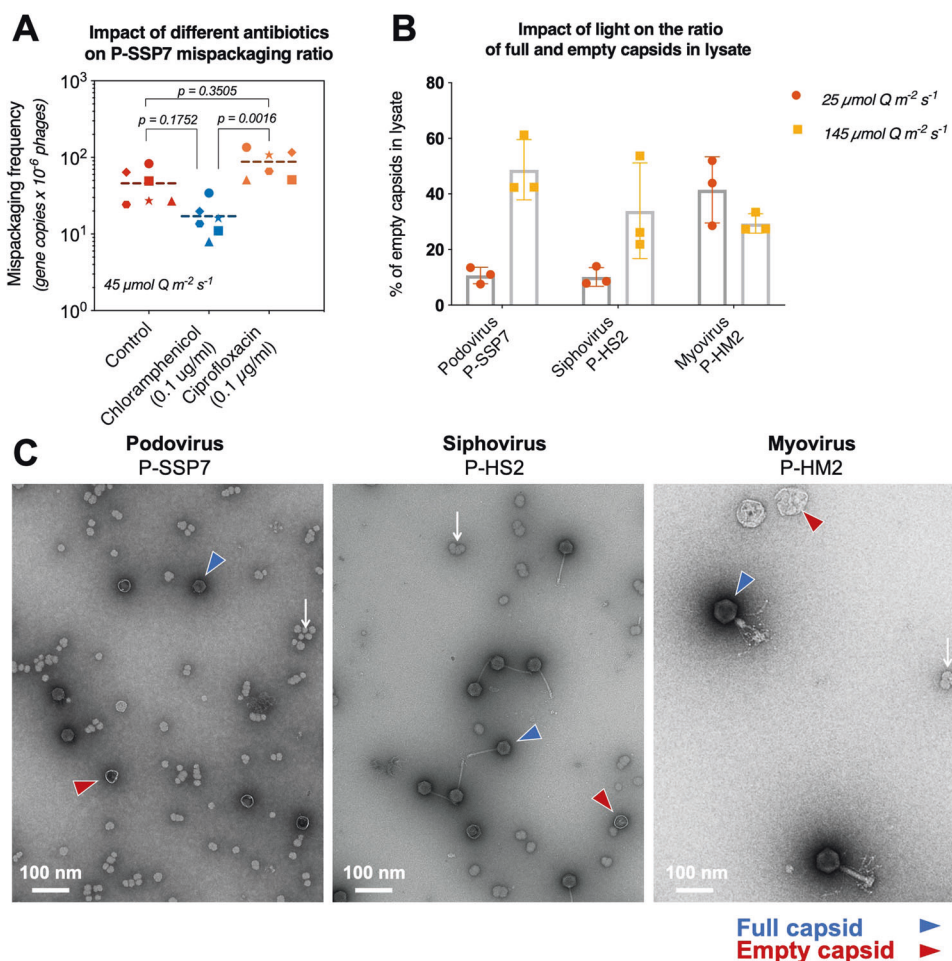 A
Impact of different antibiotics
on P-SSP7 mispackaging ratio
Mispackaging frequency
(gene copies x 10⁻⁶ phages)
10³
10²
10¹
10⁰
p = 0.3505
p = 0.1752
p = 0.0016
45 µmol Q m⁻² s⁻¹
Control
Chloramphenicol
(0.1 ug/ml)
Ciprofloxacin
(0.1 µg/ml)
B
Impact of light on the ratio
of full and empty capsids in lysate
% of empty capsids in lysate
80
60
40
20
0
25 µmol Q m⁻² s⁻¹
145 µmol Q m⁻² s⁻¹
Podovirus
P-SSP7
Siphovirus
P-HS2
Myovirus
P-HM2
C
Podovirus
P-SSP7
Siphovirus
P-HS2
Myovirus
P-HM2
100 nm
100 nm
100 nm
Full capsid
Empty capsid